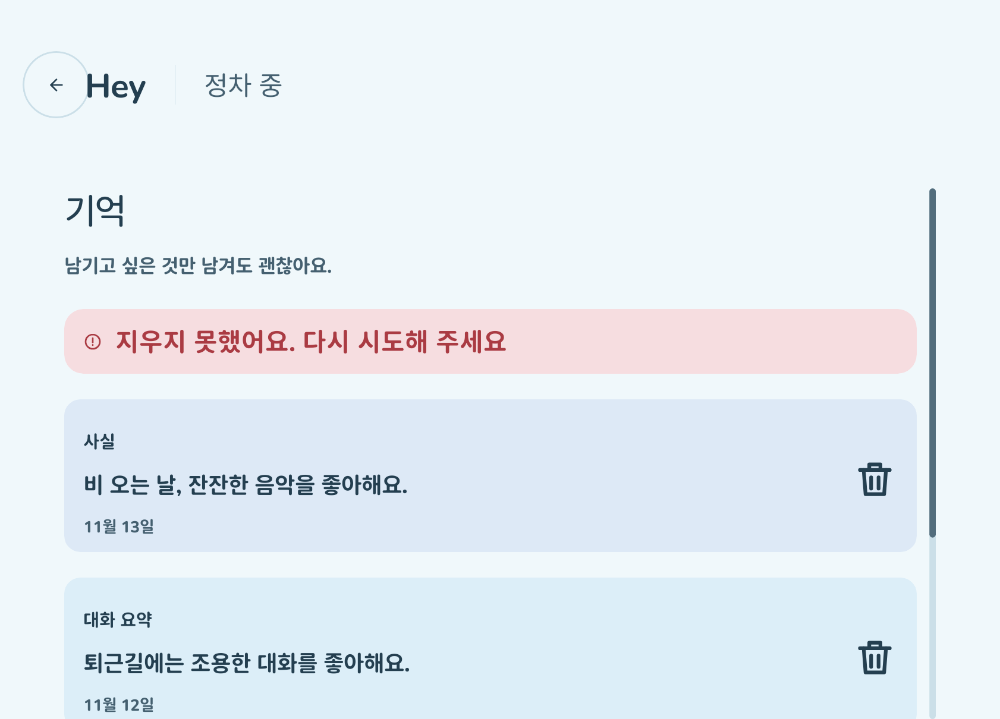 Hey
정차 중
기억
남기고 싶은 것만 남겨도 괜찮아요.
지우지 못했어요. 다시 시도해 주세요
사실
비 오는 날, 잔잔한 음악을 좋아해요.
11월 13일
대화 요약
퇴근길에는 조용한 대화를 좋아해요.
11월 12일